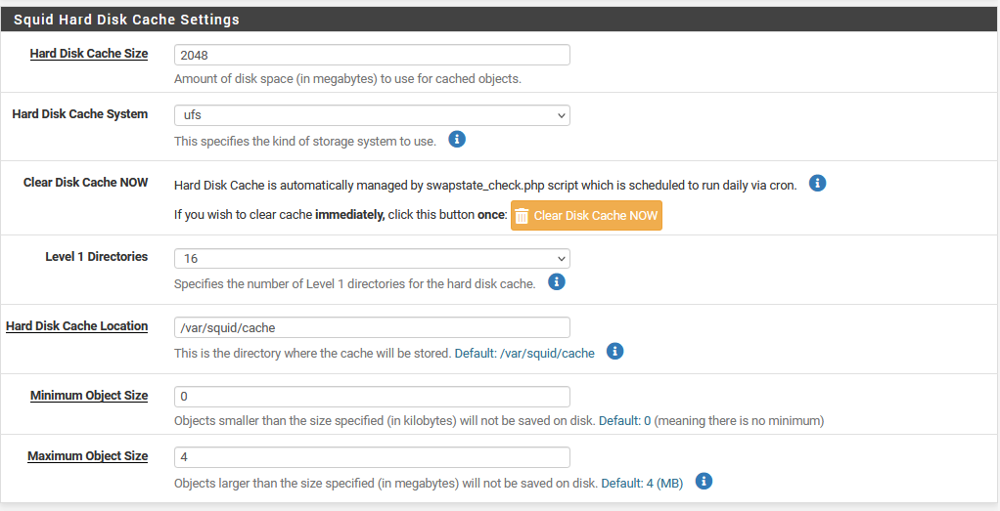 Squid Hard Disk Cache Settings
Hard Disk Cache Size
2048
Amount of disk space (in megabytes) to use for cached objects.
Hard Disk Cache System
ufs
This specifies the kind of storage system to use.
Clear Disk Cache NOW
Hard Disk Cache is automatically managed by swapstate_check.php script which is scheduled to run daily via cron.
If you wish to clear cache immediately, click this button once: Clear Disk Cache NOW
Level 1 Directories
16
Specifies the number of Level 1 directories for the hard disk cache.
Hard Disk Cache Location
/var/squid/cache
This is the directory where the cache will be stored. Default: /var/squid/cache
Minimum Object Size
0
Objects smaller than the size specified (in kilobytes) will not be saved on disk. Default: 0 (meaning there is no minimum)
Maximum Object Size
4
Objects larger than the size specified (in megabytes) will not be saved on disk. Default: 4 (MB)